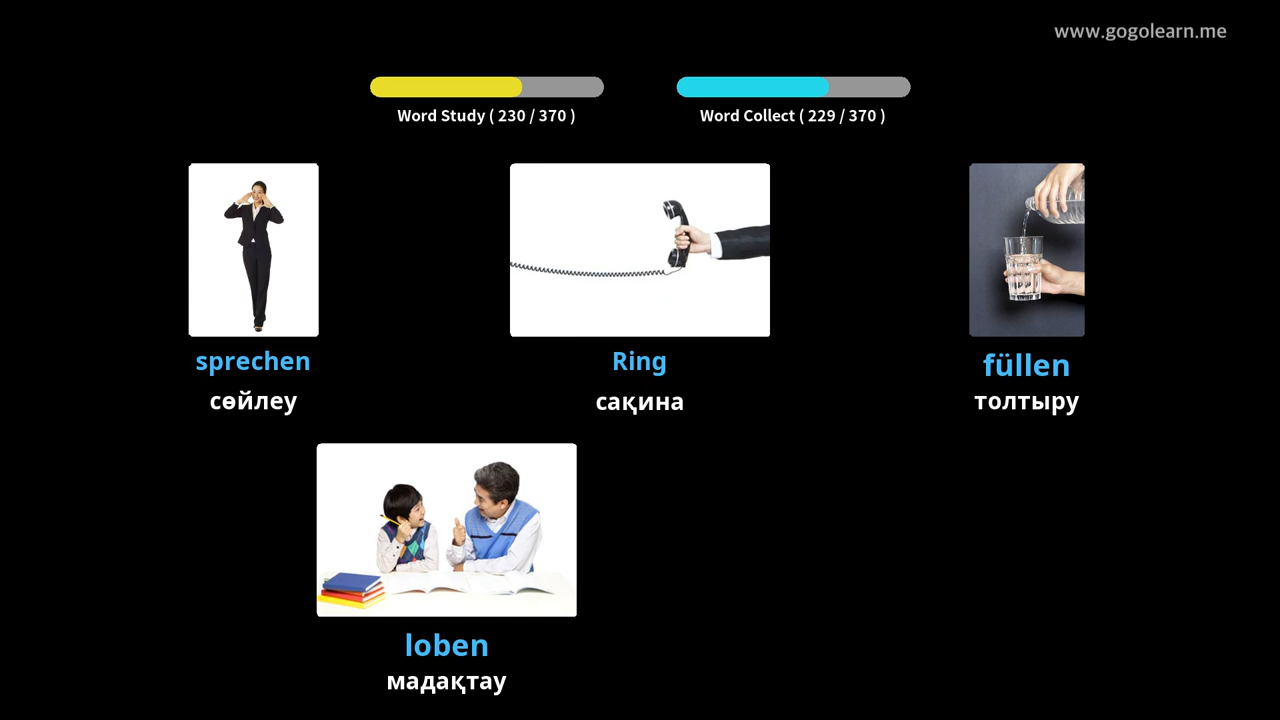 www.gogolearn.me
Word Study ( 230 / 370 )
Word Collect ( 229 / 370 )
sprechen
сөйлеу
Ring
сақина
füllen
толтыру
loben
мадақтау